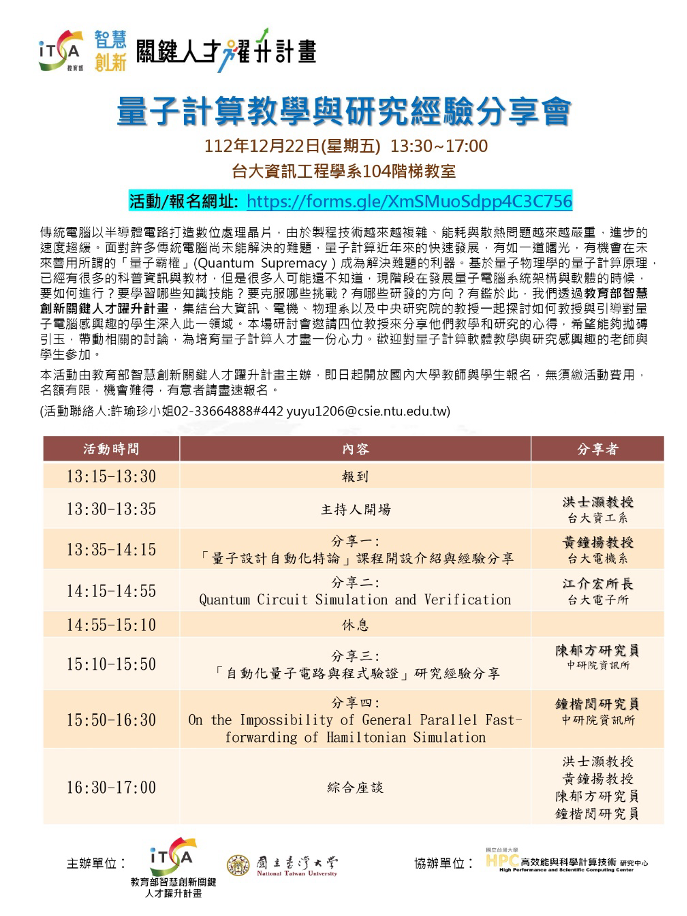 iTSA
教育部
智慧
創新
關鍵人才躍升計畫
量子計算教學與研究經驗分享會
112年12月22日(星期五) 13:30~17:00
台大資訊工程學系104階梯教室
活動/報名網址: https://forms.gle/XmSMuoSdpp4C3C756
傳統電腦以半導體電路打造數位處理晶片，由於製程技術越來越複雜、能耗與散熱問題越來越嚴重，進步的
速度趨緩。面對許多傳統電腦尚未能解決的難題，量子計算近年來的快速發展，有如一道曙光，有機會在未
來善用所謂的「量子霸權」(Quantum Supremacy) 成為解決難題的利器。基於量子物理學的量子計算原理，
已經有很多的科普資訊與教材，但是很多人可能還不知道，現階段在發展量子電腦系統架構與軟體的時候，
要如何進行？要學習哪些知識技能？要克服哪些挑戰？有哪些研發的方向？有鑑於此，我們透過教育部智慧
創新關鍵人才躍升計畫，集結台大資訊、電機、物理系以及中央研究院的教授一起探討如何教授與引導對量
子電腦感興趣的學生深入此一領域。本場研討會邀請四位教授來分享他們教學和研究的心得，希望能夠拋磚
引玉，帶動相關的討論，為培育量子計算人才盡一份心力。歡迎對量子計算軟體教學與研究感興趣的老師與
學生參加。
本活動由教育部智慧創新關鍵人才躍升計畫主辦，即日起開放國內大學教師與學生報名，無須繳活動費用，
名額有限，機會難得，有意者請盡速報名。
(活動聯絡人:許瑜珍小姐02-33664888#442 yuyu1206@csie.ntu.edu.tw)
活動時間 內容 分享者
13:15-13:30 報到
13:30-13:35 主持人開場 洪士灝教授
台大資工系
13:35-14:15 分享一:
「量子設計自動化特論」課程開設介紹與經驗分享
黃鐘揚教授
台大電機系
14:15-14:55 分享二:
Quantum Circuit Simulation and Verification
江介宏所長
台大電子所
14:55-15:10 休息
15:10-15:50 分享三:
「自動化量子電路與程式驗證」研究經驗分享
陳郁方研究員
中研院資訊所
15:50-16:30 分享四:
On the Impossibility of General Parallel Fast-
forwarding of Hamiltonian Simulation
鐘楷閔研究員
中研院資訊所
16:30-17:00 綜合座談 洪士灝教授
黃鐘揚教授
陳郁方研究員
鐘楷閔研究員
主辦單位：
iTSA
教育部智慧創新關鍵
人才躍升計畫
國立臺灣大學
National Taiwan University
協辦單位：
國立台灣大學
HPC 高效能與科學計算技術 研究中心
High Performance and Scientific Computing Center